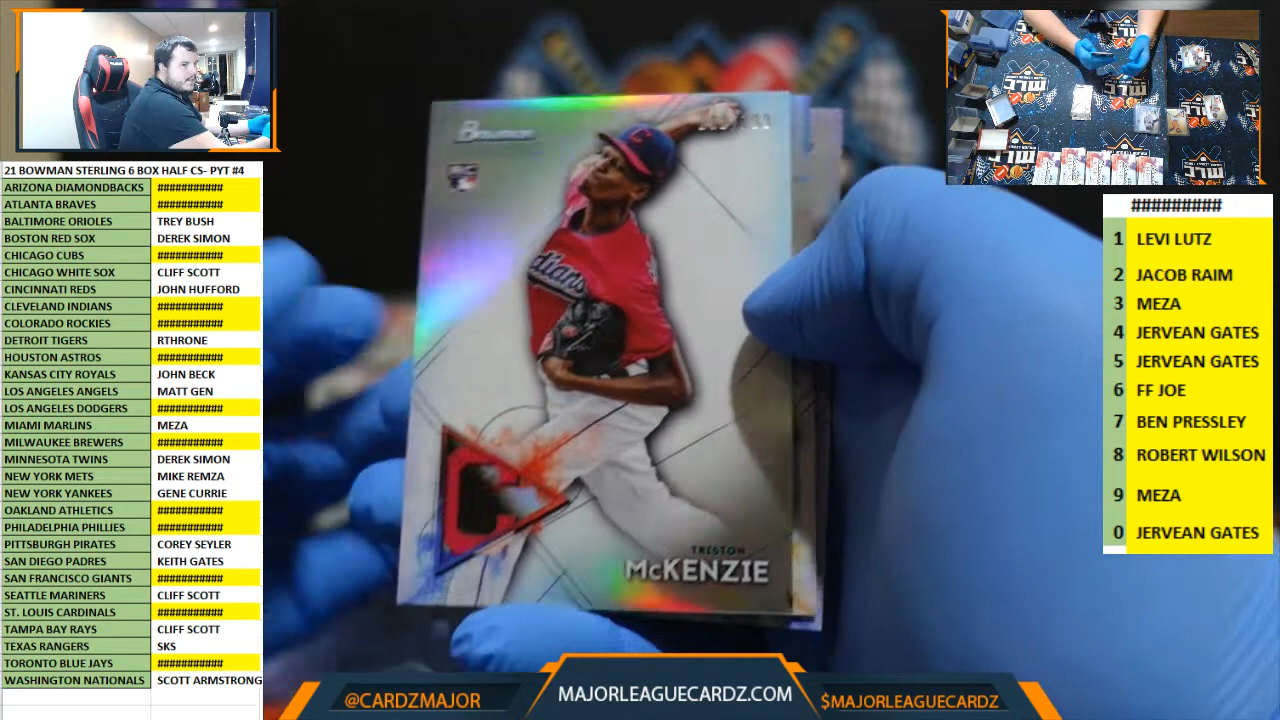 21 BOWMAN STERLING 6 BOX HALF CS- PYT #4
ARIZONA DIAMONDBACKS ###########
ATLANTA BRAVES ###########
BALTIMORE ORIOLES TREY BUSH
BOSTON RED SOX DEREK SIMON
CHICAGO CUBS ###########
CHICAGO WHITE SOX CLIFF SCOTT
CINCINNATI REDS JOHN HUFFORD
CLEVELAND INDIANS ###########
COLORADO ROCKIES ###########
DETROIT TIGERS RTHRONE
HOUSTON ASTROS ###########
KANSAS CITY ROYALS JOHN BECK
LOS ANGELES ANGELS MATT GEN
LOS ANGELES DODGERS ###########
MIAMI MARLINS MEZA
MILWAUKEE BREWERS ###########
MINNESOTA TWINS DEREK SIMON
NEW YORK METS MIKE REMZA
NEW YORK YANKEES GENE CURRIE
OAKLAND ATHLETICS ###########
PHILADELPHIA PHILLIES ###########
PITTSBURGH PIRATES COREY SEYLER
SAN DIEGO PADRES KEITH GATES
SAN FRANCISCO GIANTS ###########
SEATTLE MARINERS CLIFF SCOTT
ST. LOUIS CARDINALS ###########
TAMPA BAY RAYS CLIFF SCOTT
TEXAS RANGERS SKS
TORONTO BLUE JAYS ###########
WASHINGTON NATIONALS SCOTT ARMSTRONG
BOWMAN
Indians
C
TRISTON
McKENZIE
#########
1 LEVI LUTZ
2 JACOB RAIM
3 MEZA
4 JERVEAN GATES
5 JERVEAN GATES
6 FF JOE
7 BEN PRESSLEY
8 ROBERT WILSON
9 MEZA
0 JERVEAN GATES
@CARDZMAJOR
MAJORLEAGUECARDZ.COM
$MAJORLEAGUECARDZ